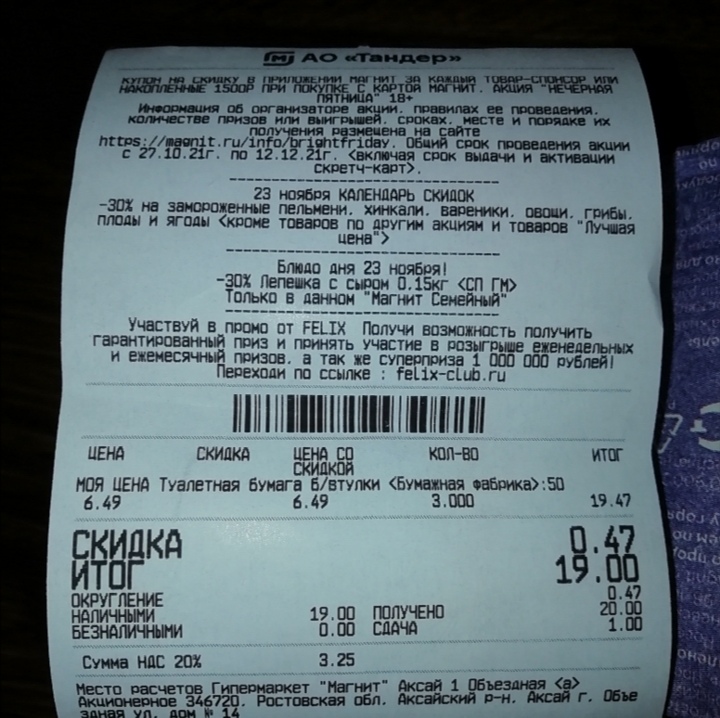 АО «Тандер»
КУПОН НА СКИДКУ В ПРИЛОЖЕНИИ МАГНИТ ЗА КАЖДЫЙ ТОВАР-СПОНСОР ИЛИ
НАКОПЛЕННЫЕ 1500Р ПРИ ПОКУПКЕ С КАРТОЙ МАГНИТ. АКЦИЯ "НЕЧЕРНАЯ
ПЯТНИЦА" 18+
Информация об организаторе акции, правилах ее проведения,
количестве призов или выигрышей, сроках, месте и порядке их
получения размещена на сайте
https://magnit.ru/info/brightfriday. Общий срок проведения акции
с 27.10.21г. по 12.12.21г. <включая срок выдачи и активации
скретч-карт>.
23 ноября КАЛЕНДАРЬ СКИДОК
-30% на замороженные пельмени, хинкали, вареники, овощи, грибы,
плоды и ягоды <кроме товаров по другим акциям и товаров "Лучшая
цена">
Блюдо дня 23 ноября!
-30% Лепешка с сыром 0.15кг <СП ГМ>
Только в данном "Магнит Семейный"
Участвуй в промо от FELIX Получи возможность получить
гарантированный приз и принять участие в розыгрыше еженедельных
и ежемесячный призов, а так же суперприза 1 000 000 рублей!
Переходи по ссылке : felix-club.ru
ЦЕНА СКИДКА ЦЕНА СО СКИДКОЙ КОЛ-ВО ИТОГ
МОЯ ЦЕНА Туалетная бумага б/втулки <Бумажная фабрика>:50
6.49 6.49 3.000 19.47
СКИДКА 0.47
ИТОГ 19.00
ОКРУГЛЕНИЕ 0.47
НАЛИЧНЫМИ 19.00 ПОЛУЧЕНО 20.00
БЕЗНАЛИЧНЫМИ 0.00 СДАЧА 1.00
Сумма НДС 20% 3.25
Место расчетов Гипермаркет "Магнит" Аксай 1 Объездная <а>
Акционерное 346720, Ростовская обл, Аксайский р-н, Аксай г, Объе
здная ул, дом № 14